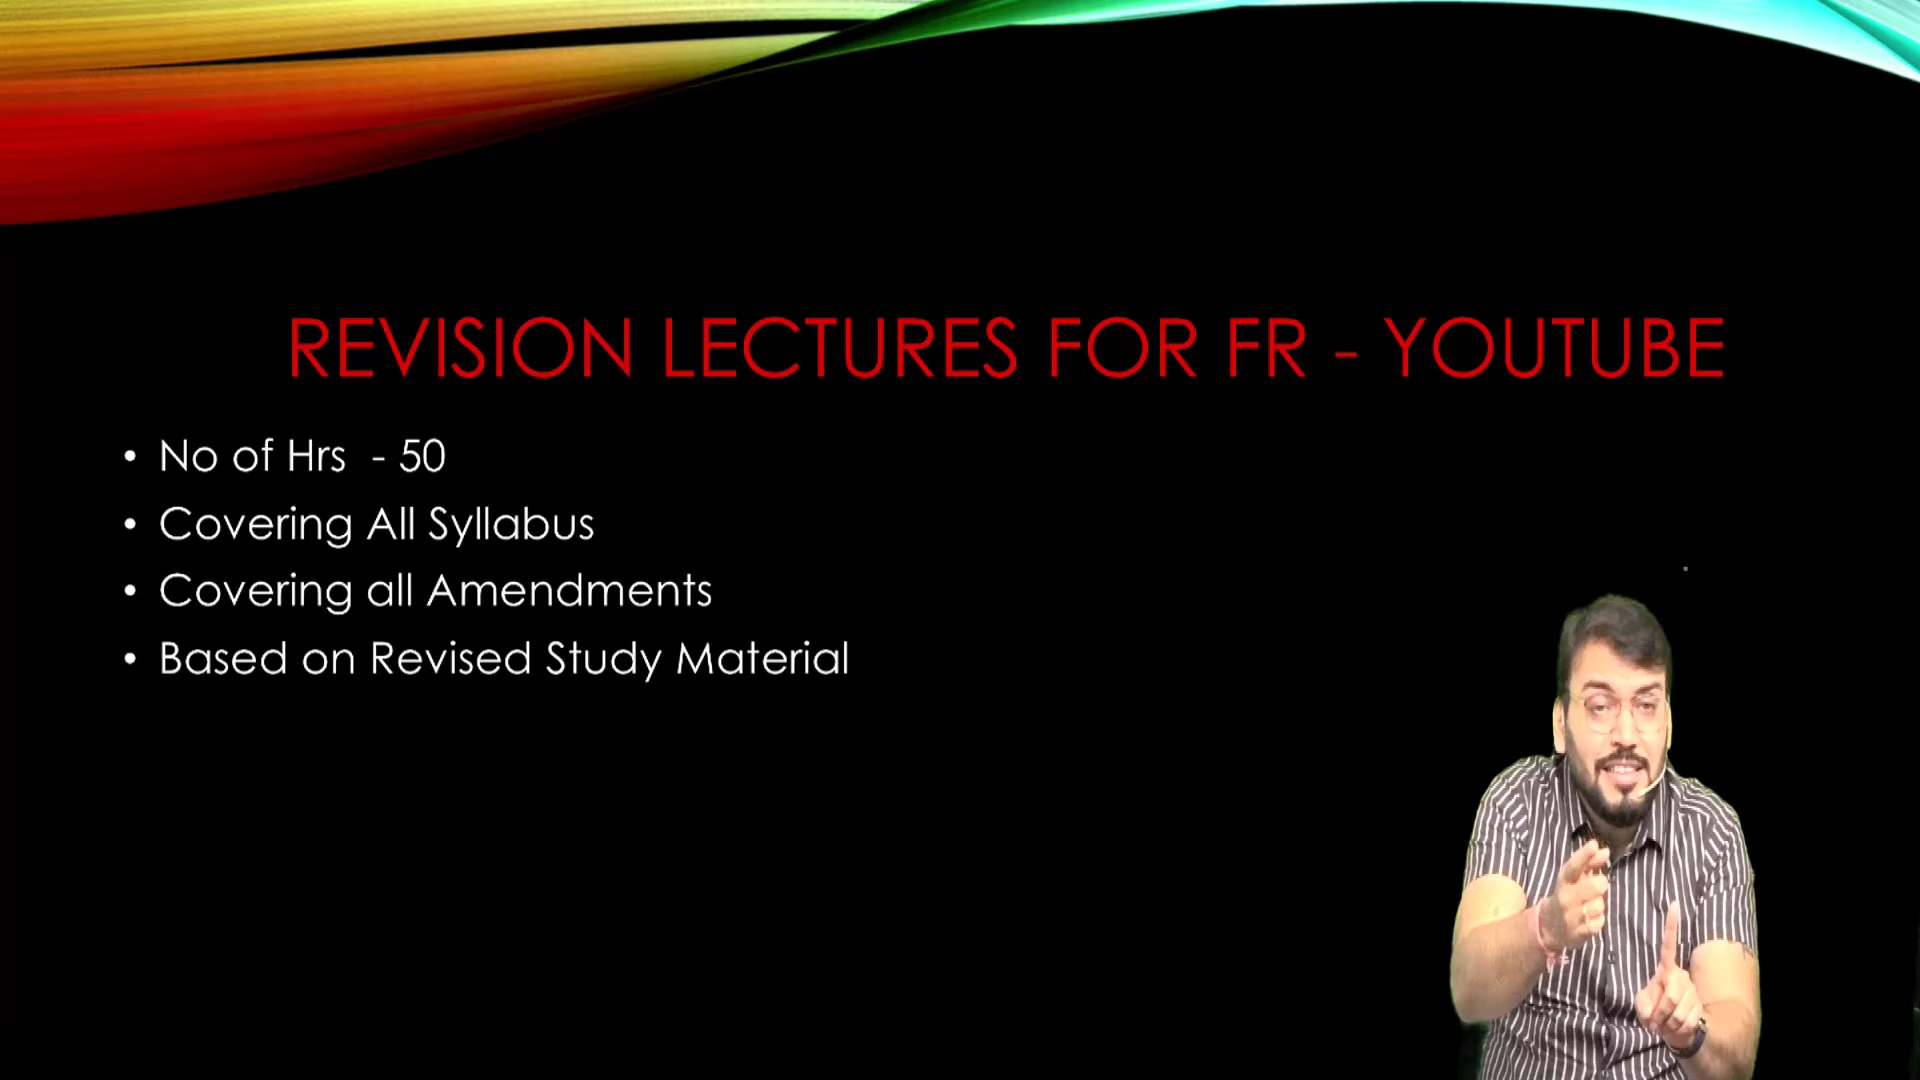 REVISION LECTURES FOR FR - YOUTUBE
• No of Hrs - 50
• Covering All Syllabus
• Covering all Amendments
• Based on Revised Study Material